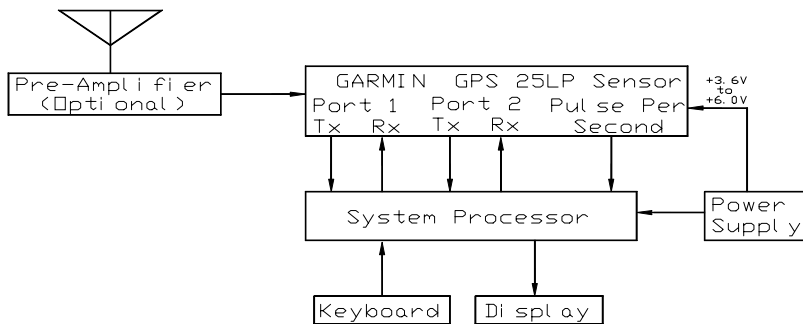 Pre-Amplifier
(Optional)
GARMIN GPS 25LP Sensor
Port 1 Port 2 Pulse Per
Tx Rx Tx Rx Second
+3.6V
to
+6.0V
System Processor
Power
Supply
Keyboard
Display